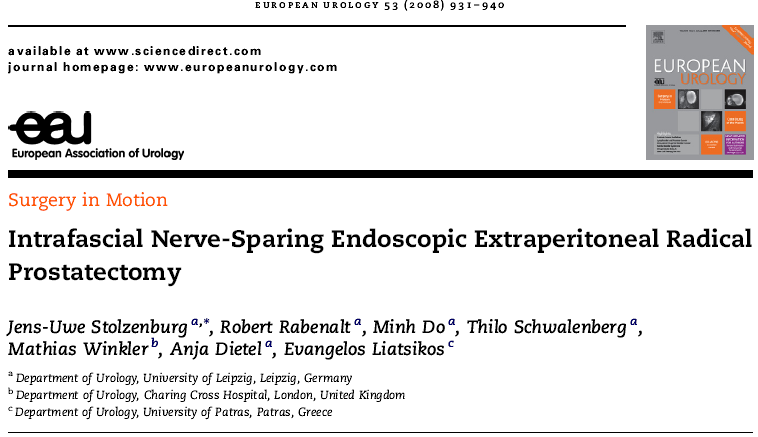 EUROPEAN UROLOGY 53 (2008) 931–940
available at www.sciencedirect.com
journal homepage: www.europeanurology.com
EUROPEAN
UROLOGY
eau
European Association of Urology
Surgery in Motion
Intrafascial Nerve-Sparing Endoscopic Extraperitoneal Radical
Prostatectomy
Jens-Uwe Stolzenburg a,*, Robert Rabenalt a, Minh Do a, Thilo Schwalenberg a,
Mathias Winkler b, Anja Dietel a, Evangelos Liatsikos c
a Department of Urology, University of Leipzig, Leipzig, Germany
b Department of Urology, Charing Cross Hospital, London, United Kingdom
c Department of Urology, University of Patras, Patras, Greece